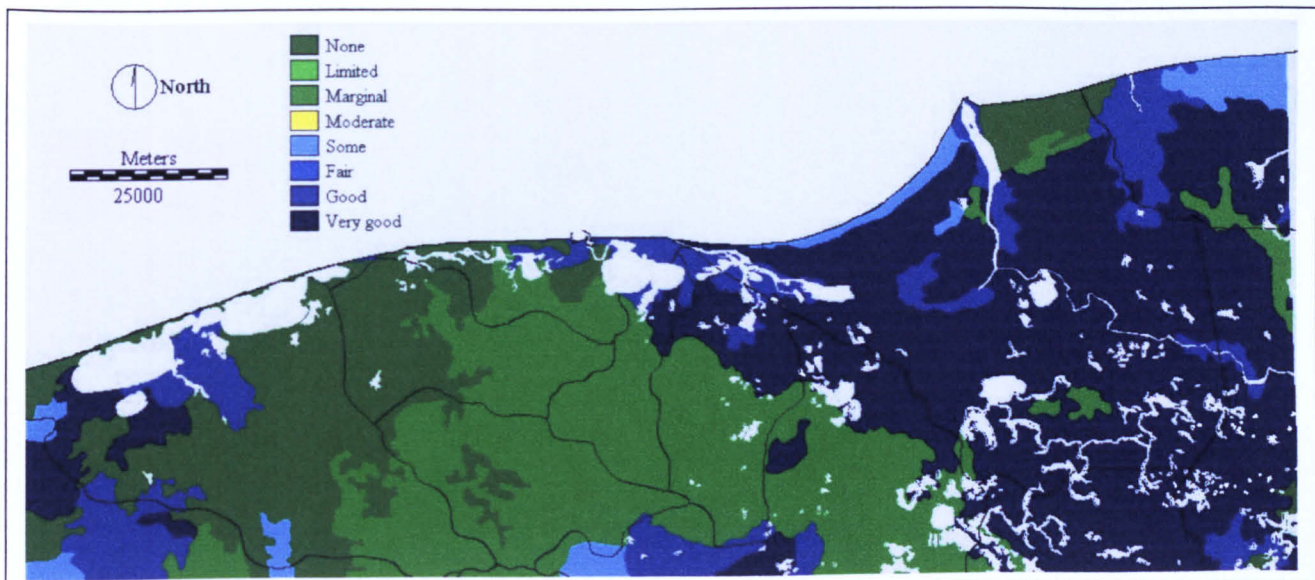 North
Meters
25000
None
Limited
Marginal
Moderate
Some
Fair
Good
Very good